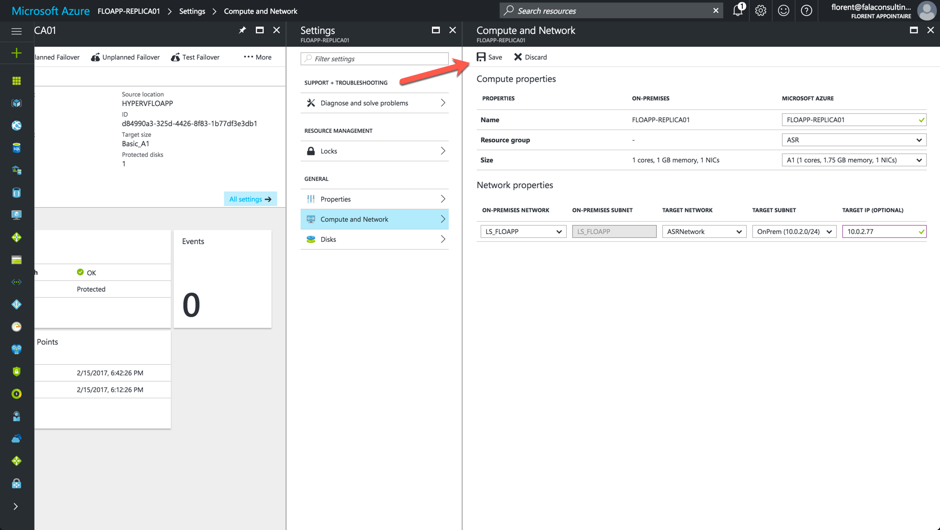 Microsoft Azure FLOAPP-REPLICA01 > Settings > Compute and Network
Search resources
1
florent@falaconsultin...
FLORENT APPOINTAIRE
CA01
lanned Failover
Unplanned Failover
Test Failover
··· More
Source location
HYPERVFLOAPP
ID
d84990a3-325d-4426-8f83-1b77df3e3db1
Target size
Basic_A1
Protected disks
1
All settings →
h
OK
Protected
Events
0
Points
2/15/2017, 6:42:26 PM
2/15/2017, 6:12:26 PM
Settings
FLOAPP-REPLICA01
Filter settings
SUPPORT + TROUBLESHOOTING
Diagnose and solve problems
RESOURCE MANAGEMENT
Locks
GENERAL
Properties
Compute and Network
Disks
Compute and Network
FLOAPP-REPLICA01
Save Discard
Compute properties
PROPERTIES ON-PREMISES MICROSOFT AZURE
Name FLOAPP-REPLICA01 FLOAPP-REPLICA01
Resource group - ASR
Size 1 cores, 1 GB memory, 1 NICs A1 (1 cores, 1.75 GB memory, 1 NICs)
Network properties
ON-PREMISES NETWORK ON-PREMISES SUBNET TARGET NETWORK TARGET SUBNET TARGET IP (OPTIONAL)
LS_FLOAPP LS_FLOAPP ASRNetwork OnPrem (10.0.2.0/24) 10.0.2.77